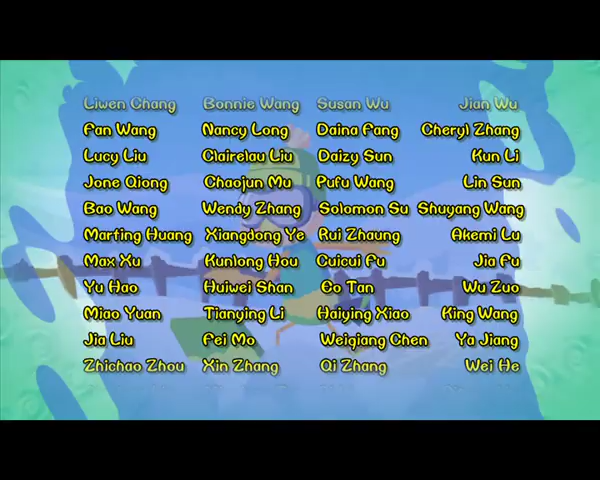 Liwen Chang Bonnie Wang Susan Wu Jian Wu
Fan Wang Nancy Long Daina Fang Cheryl Zhang
Lucy Liu Clairelau Liu Daizy Sun Kun Li
Jone Qiong Chaojun Mu Pufu Wang Lin Sun
Bao Wang Wendy Zhang Solomon Su Shuyang Wang
Marting Huang Xiangdong Ye Rui Zhaung Akemi Lu
Max Xu Kunlong Hou Cuicui Fu Jia Fu
Yu Hao Huiwei Shan Eo Tan Wu Zuo
Miao Yuan Tianying Li Haiying Xiao King Wang
Jia Liu Fei Mo Weiqiang Chen Ya Jiang
Zhichao Zhou Xin Zhang Qi Zhang Wei He